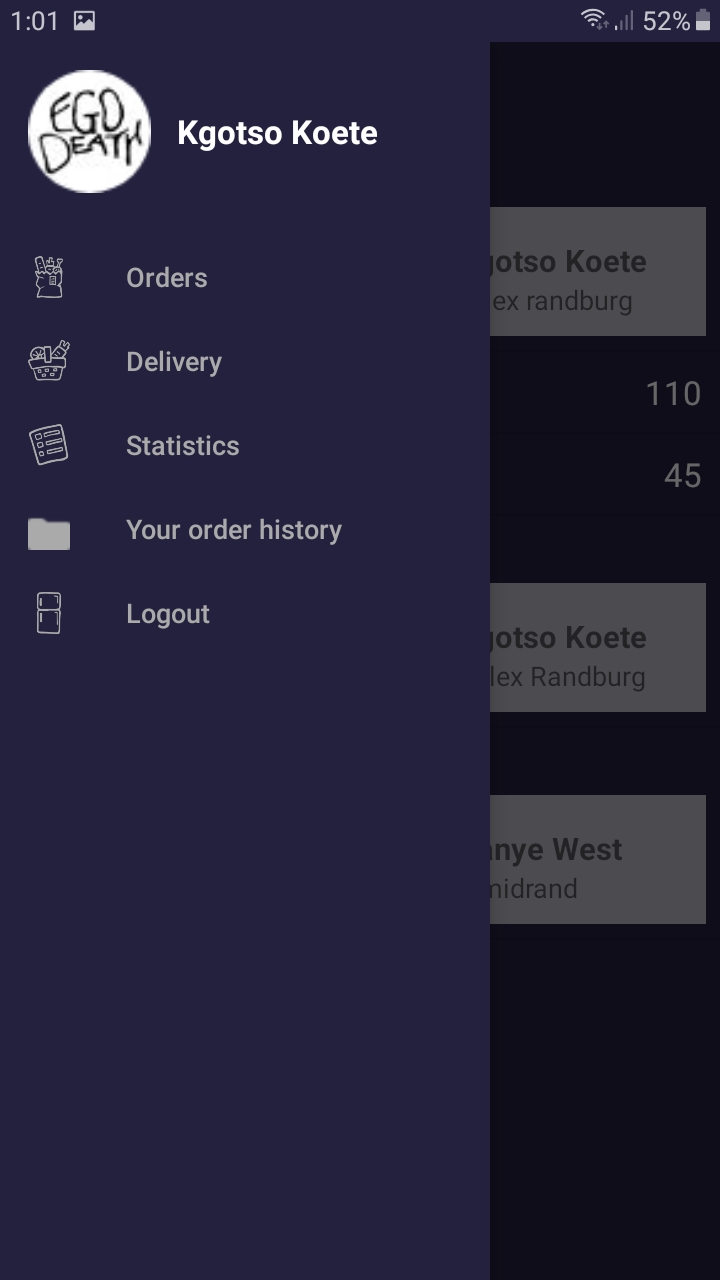 1:01
52%
EGO
DEATH
Kgotso Koete
Orders
Delivery
Statistics
Your order history
Logout
gotso Koete
ex randburg
110
45
gotso Koete
lex Randburg
anye West
midrand